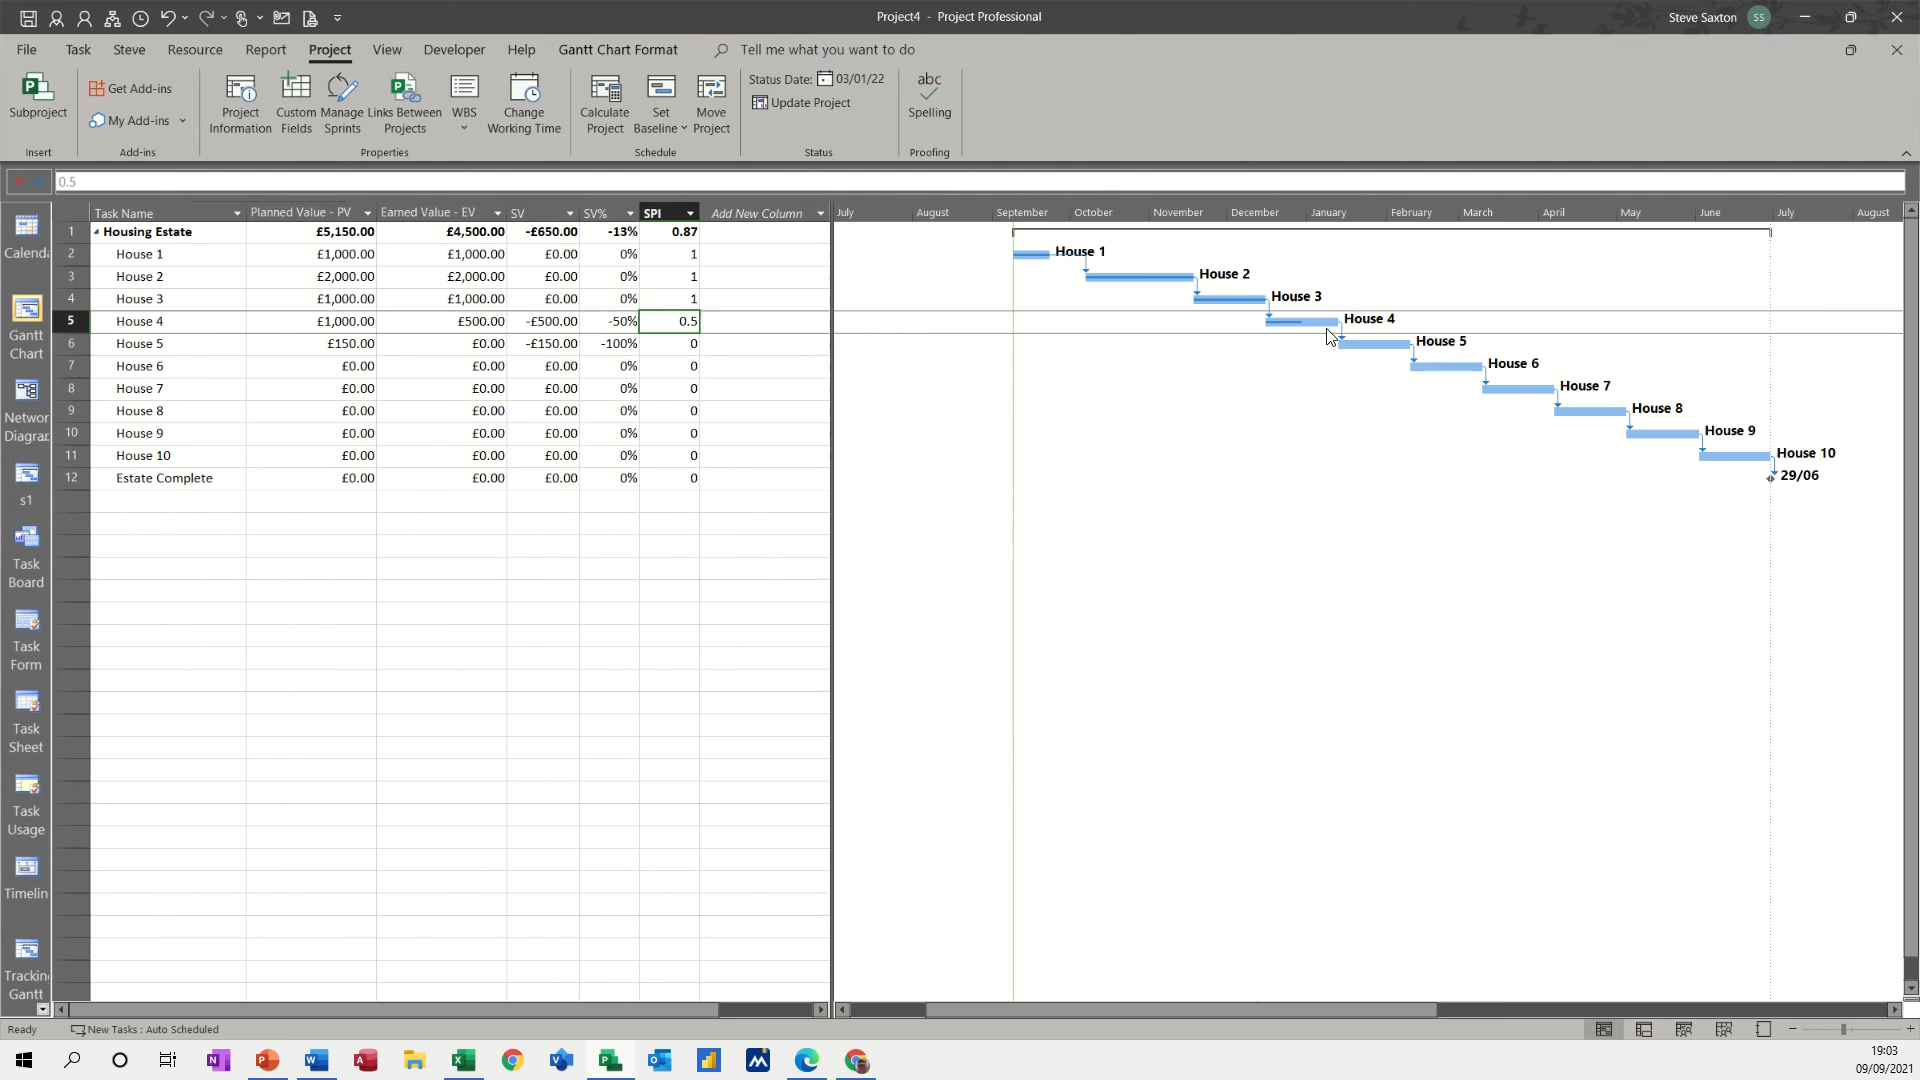 Project4 - Project Professional
Steve Saxton SS
File Task Steve Resource Report Project View Developer Help Gantt Chart Format Tell me what you want to do
Subproject
Insert
Get Add-ins
My Add-ins
Add-ins
Project Information
Custom Fields
Manage Sprints
Links Between Projects
WBS
Change Working Time
Properties
Calculate Project
Set Baseline
Move Project
Schedule
Status Date: 03/01/22
Update Project
Status
abc
Spelling
Proofing
0.5
Calenda
Gantt Chart
Networ Diagrar
s1
Task Board
Task Form
Task Sheet
Task Usage
Timelin
Trackin Gantt
Task Name Planned Value - PV Earned Value - EV SV SV% SPI Add New Column
1 Housing Estate £5,150.00 £4,500.00 -£650.00 -13% 0.87
2 House 1 £1,000.00 £1,000.00 £0.00 0% 1
3 House 2 £2,000.00 £2,000.00 £0.00 0% 1
4 House 3 £1,000.00 £1,000.00 £0.00 0% 1
5 House 4 £1,000.00 £500.00 -£500.00 -50% 0.5
6 House 5 £150.00 £0.00 -£150.00 -100% 0
7 House 6 £0.00 £0.00 £0.00 0% 0
8 House 7 £0.00 £0.00 £0.00 0% 0
9 House 8 £0.00 £0.00 £0.00 0% 0
10 House 9 £0.00 £0.00 £0.00 0% 0
11 House 10 £0.00 £0.00 £0.00 0% 0
12 Estate Complete £0.00 £0.00 £0.00 0% 0
July August September October November December January February March April May June July August
House 1
House 2
House 3
House 4
House 5
House 6
House 7
House 8
House 9
House 10
29/06
Ready New Tasks : Auto Scheduled
19:03
09/09/2021